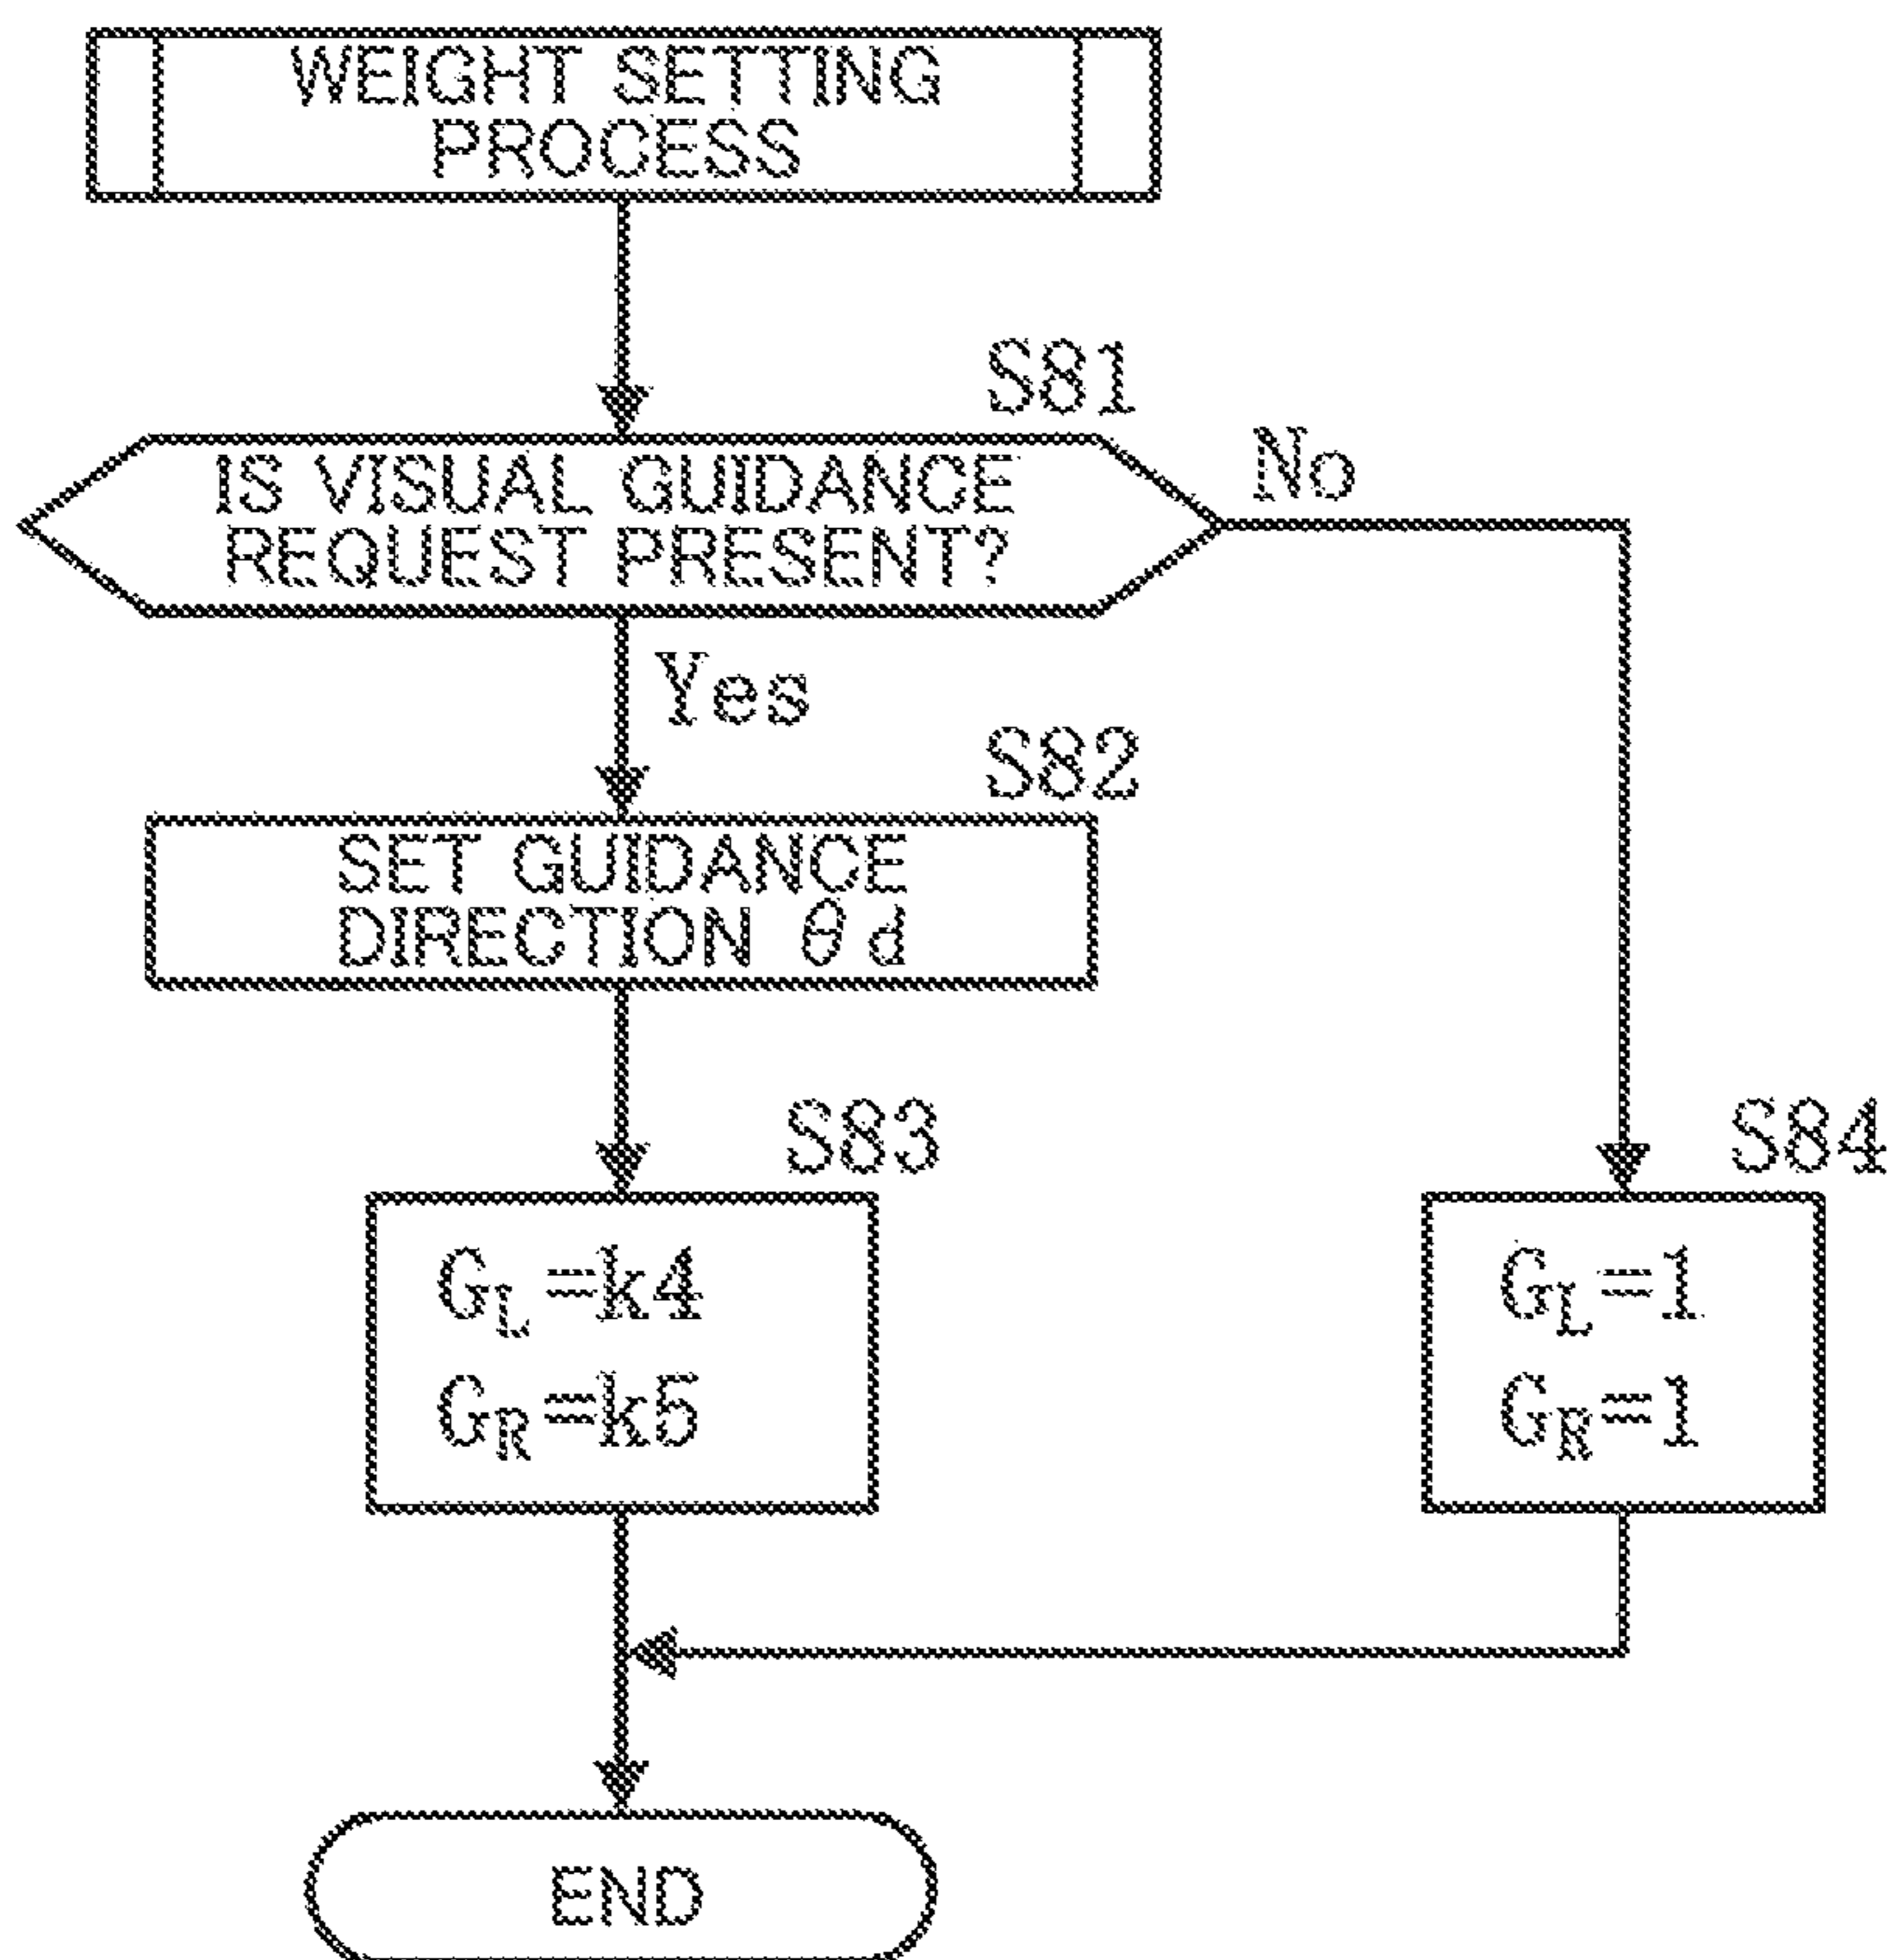 WEIGHT SETTING
PROCESS
S81
IS VISUAL GUIDANCE
REQUEST PRESENT?
No
Yes
S82
SET GUIDANCE
DIRECTION θd
S83
G_L=k4
G_R=k5
S84
G_L=1
G_R=1
END